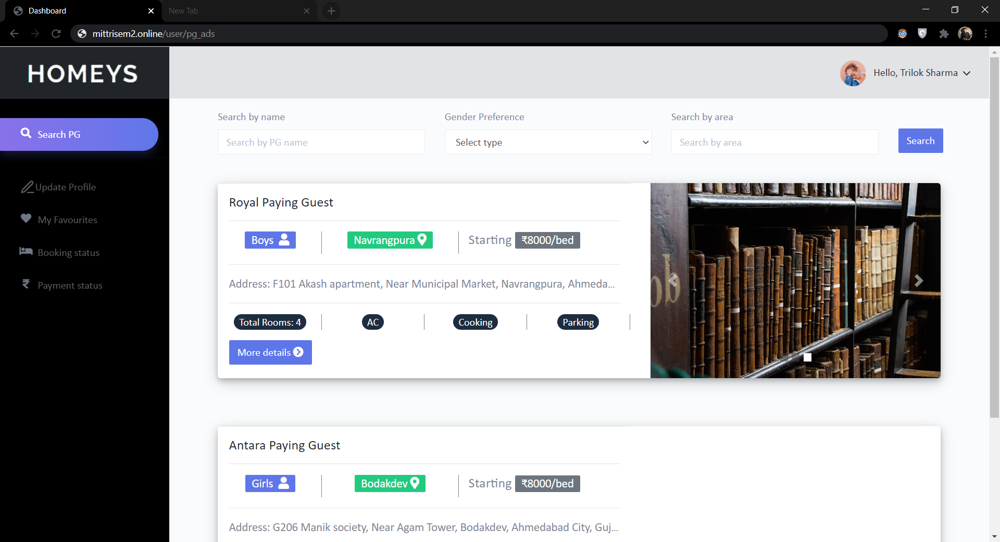 Dashboard
New Tab
mittrisem2.online/user/pg_ads
HOMEYS
Hello, Trilok Sharma
Search PG
Update Profile
My Favourites
Booking status
₹ Payment status
Search by name
Gender Preference
Search by area
Search by PG name
Select type
Search by area
Search
Royal Paying Guest
Boys
Navrangpura
Starting ₹8000/bed
Address: F101 Akash apartment, Near Municipal Market, Navrangpura, Ahmeda...
Total Rooms: 4
AC
Cooking
Parking
More details
ob
Antara Paying Guest
Girls
Bodakdev
Starting ₹8000/bed
Address: G206 Manik society, Near Agam Tower, Bodakdev, Ahmedabad City, Guj...